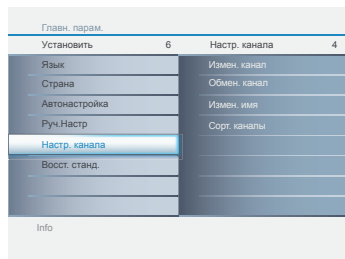 Главн. парам.
Установить 6
Настр. канала 4
Язык
Страна
Автонастройка
Руч.Настр
Настр. канала
Восст. станд.
Измен. канал
Обмен. канал
Измен. имя
Сорт. каналы
Info